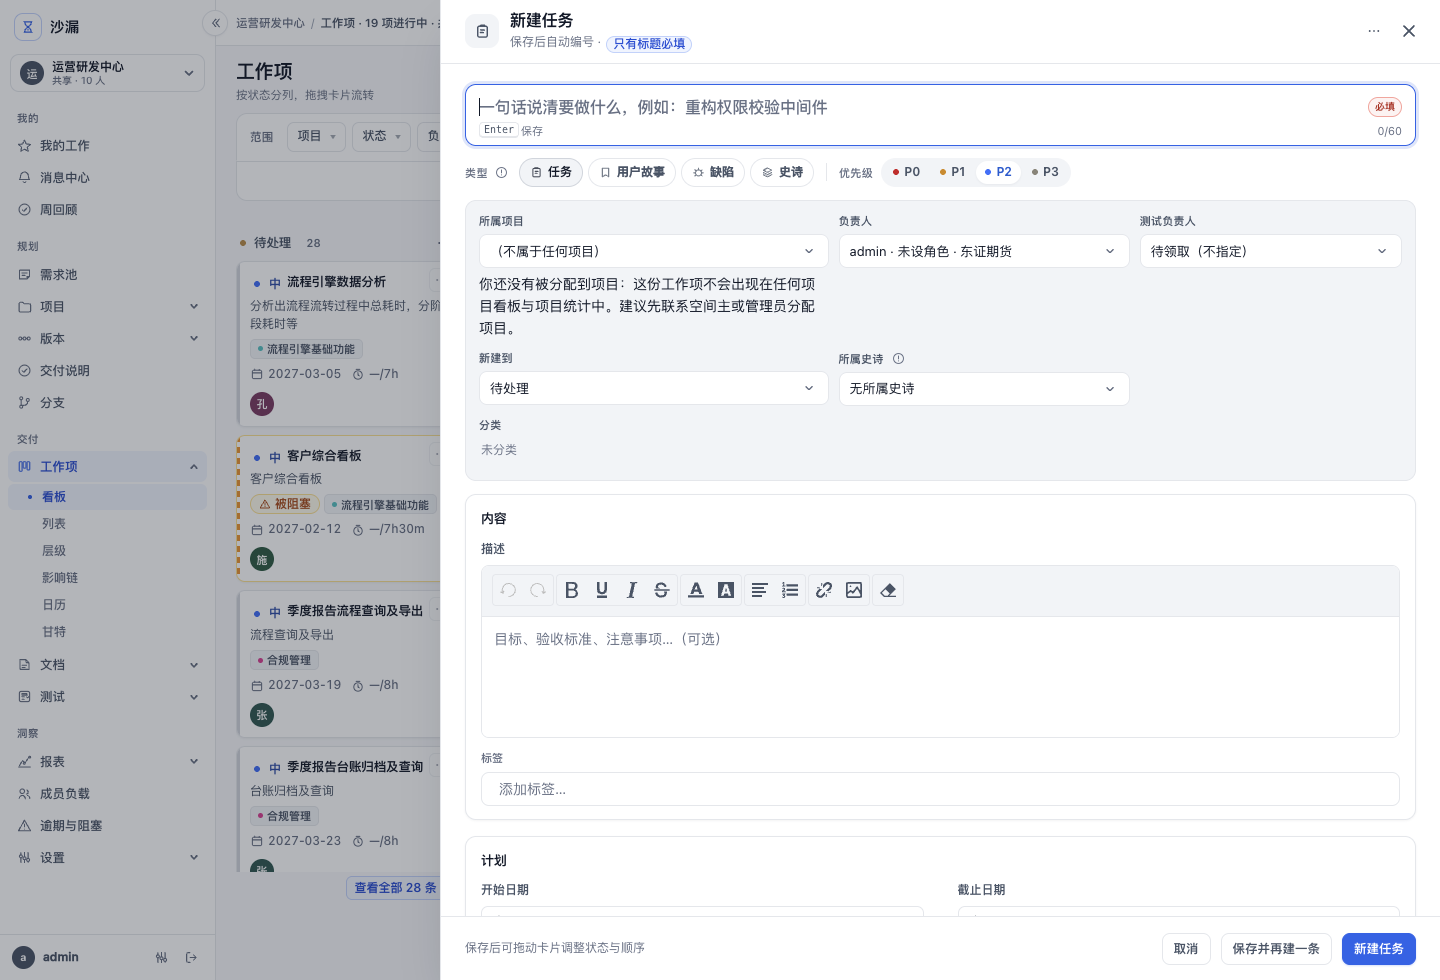 沙漏
运
运营研发中心
共享 · 10 人
我的
我的工作
消息中心
周回顾
规划
需求池
项目
版本
交付说明
分支
交付
工作项
看板
列表
层级
影响链
日历
甘特
文档
测试
洞察
报表
成员负载
逾期与阻塞
设置
a
admin
运营研发中心 / 工作项 · 19 项进行中 ·
工作项
按状态分列，拖拽卡片流转
范围
项目
状态
负
待处理 28
中 流程引擎数据分析
分析出流程流转过程中总耗时，分阶
段耗时等
流程引擎基础功能
2027-03-05 —/7h
孔
中 客户综合看板
客户综合看板
被阻塞
流程引擎基础功能
2027-02-12 —/7h30m
施
中 季度报告流程查询及导出
流程查询及导出
合规管理
2027-03-19 —/8h
张
中 季度报告台账归档及查询
台账归档及查询
合规管理
2027-03-23 —/8h
张
查看全部 28 条
新建任务
保存后自动编号 · 只有标题必填
一句话说清要做什么，例如：重构权限校验中间件
必填
Enter 保存
0/60
类型
任务
用户故事
缺陷
史诗
优先级
P0
P1
P2
P3
所属项目
（不属于任何项目）
你还没有被分配到项目：这份工作项不会出现在任何项
目看板与项目统计中。建议先联系空间主或管理员分配
项目。
负责人
admin · 未设角色 · 东证期货
测试负责人
待领取（不指定）
新建到
待处理
所属史诗
无所属史诗
分类
未分类
内容
描述
B U I S A A
目标、验收标准、注意事项...（可选）
标签
添加标签...
计划
开始日期
截止日期
保存后可拖动卡片调整状态与顺序
取消
保存并再建一条
新建任务